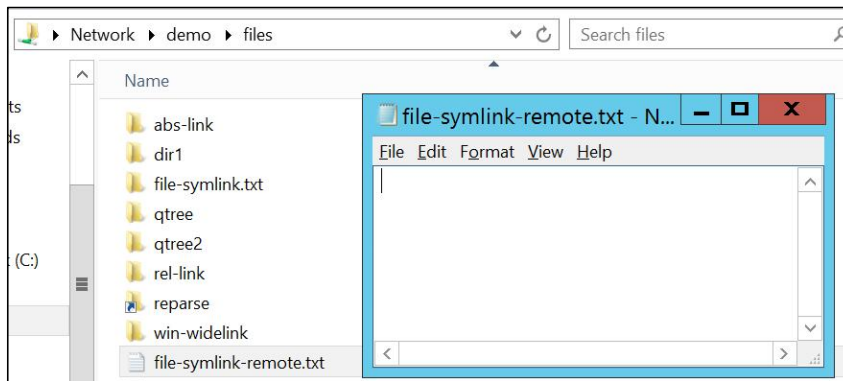 Network demo files Search files
Name
ts
ds
abs-link
dir1
file-symlink.txt
qtree
qtree2
(C:)
rel-link
reparse
win-widelink
file-symlink-remote.txt
file-symlink-remote.txt - N...
File Edit Format View Help